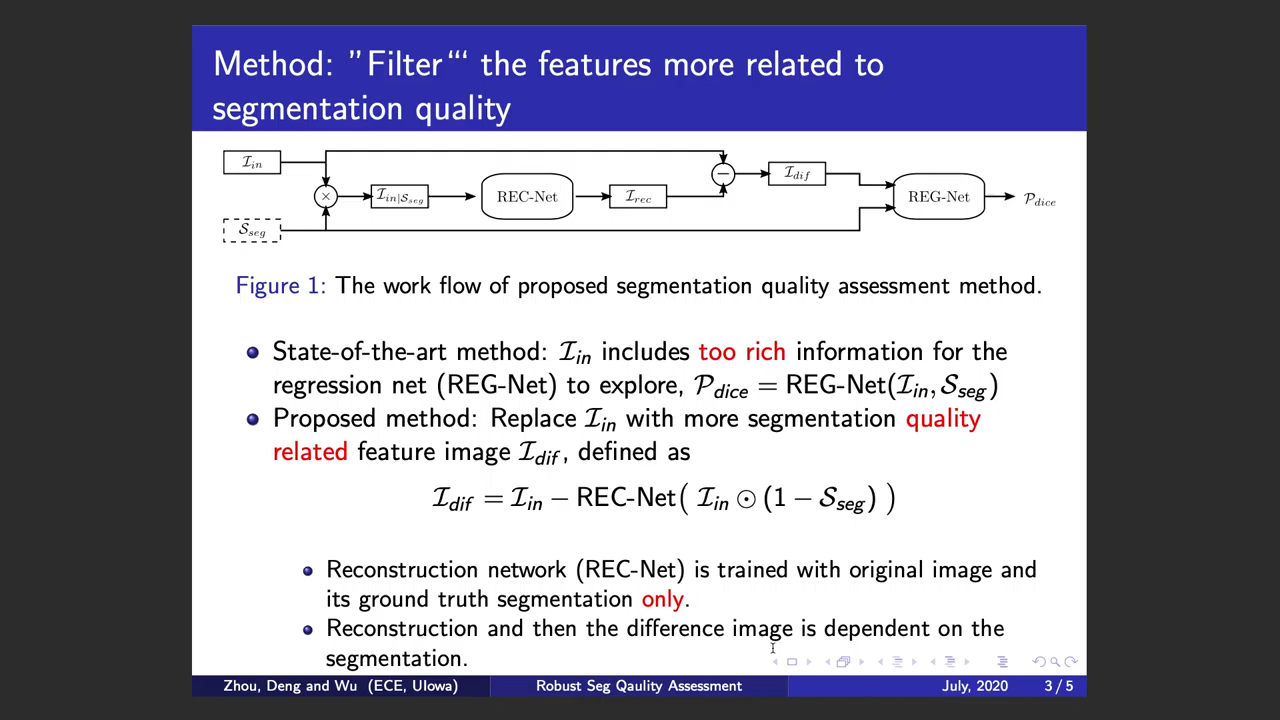 Method: ”Filter“‘ the features more related to
segmentation quality
I_in
I_in|S_seg
REC-Net
I_rec
−
I_dif
REG-Net
P_dice
×
S_seg
Figure 1: The work flow of proposed segmentation quality assessment method.
State-of-the-art method: I_in includes too rich information for the
regression net (REG-Net) to explore, P_dice = REG-Net(I_in, S_seg)
Proposed method: Replace I_in with more segmentation quality
related feature image I_dif, defined as
I_dif = I_in − REC-Net( I_in ⊙ (1 − S_seg) )
Reconstruction network (REC-Net) is trained with original image and
its ground truth segmentation only.
Reconstruction and then the difference image is dependent on the
segmentation.
Zhou, Deng and Wu (ECE, UIowa)
Robust Seg Qaulity Assessment
July, 2020
3 / 5